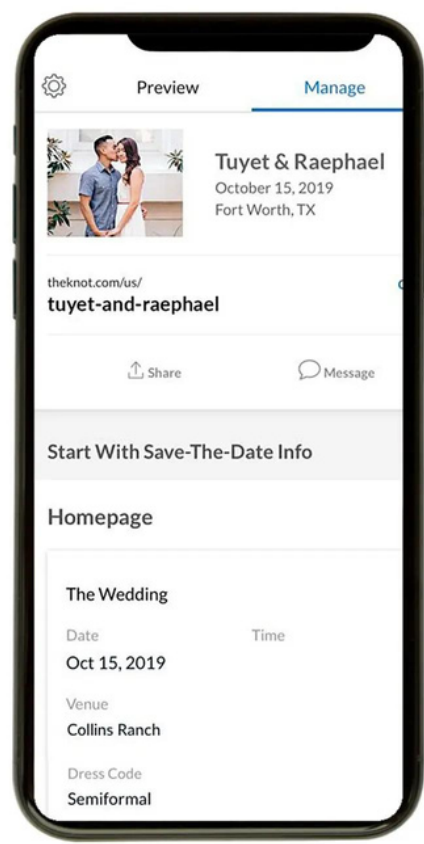 Preview
Manage
Tuyet & Raephael
October 15, 2019
Fort Worth, TX
theknot.com/us/
tuyet-and-raephael
Share
Message
Start With Save-The-Date Info
Homepage
The Wedding
Date
Time
Oct 15, 2019
Venue
Collins Ranch
Dress Code
Semiformal